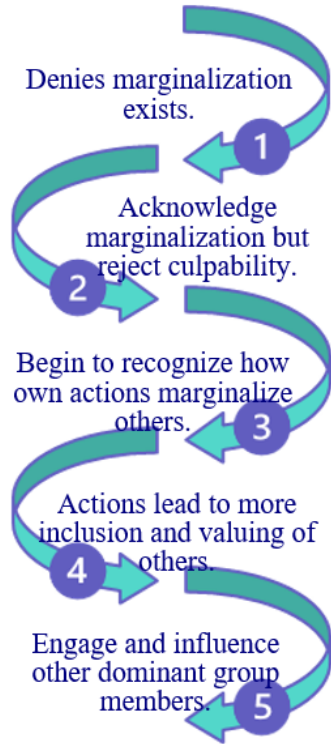 Denies marginalization
exists.
1
Acknowledge
marginalization but
reject culpability.
2
Begin to recognize how
own actions marginalize
others.
3
Actions lead to more
inclusion and valuing of
others.
4
Engage and influence
other dominant group
members.
5